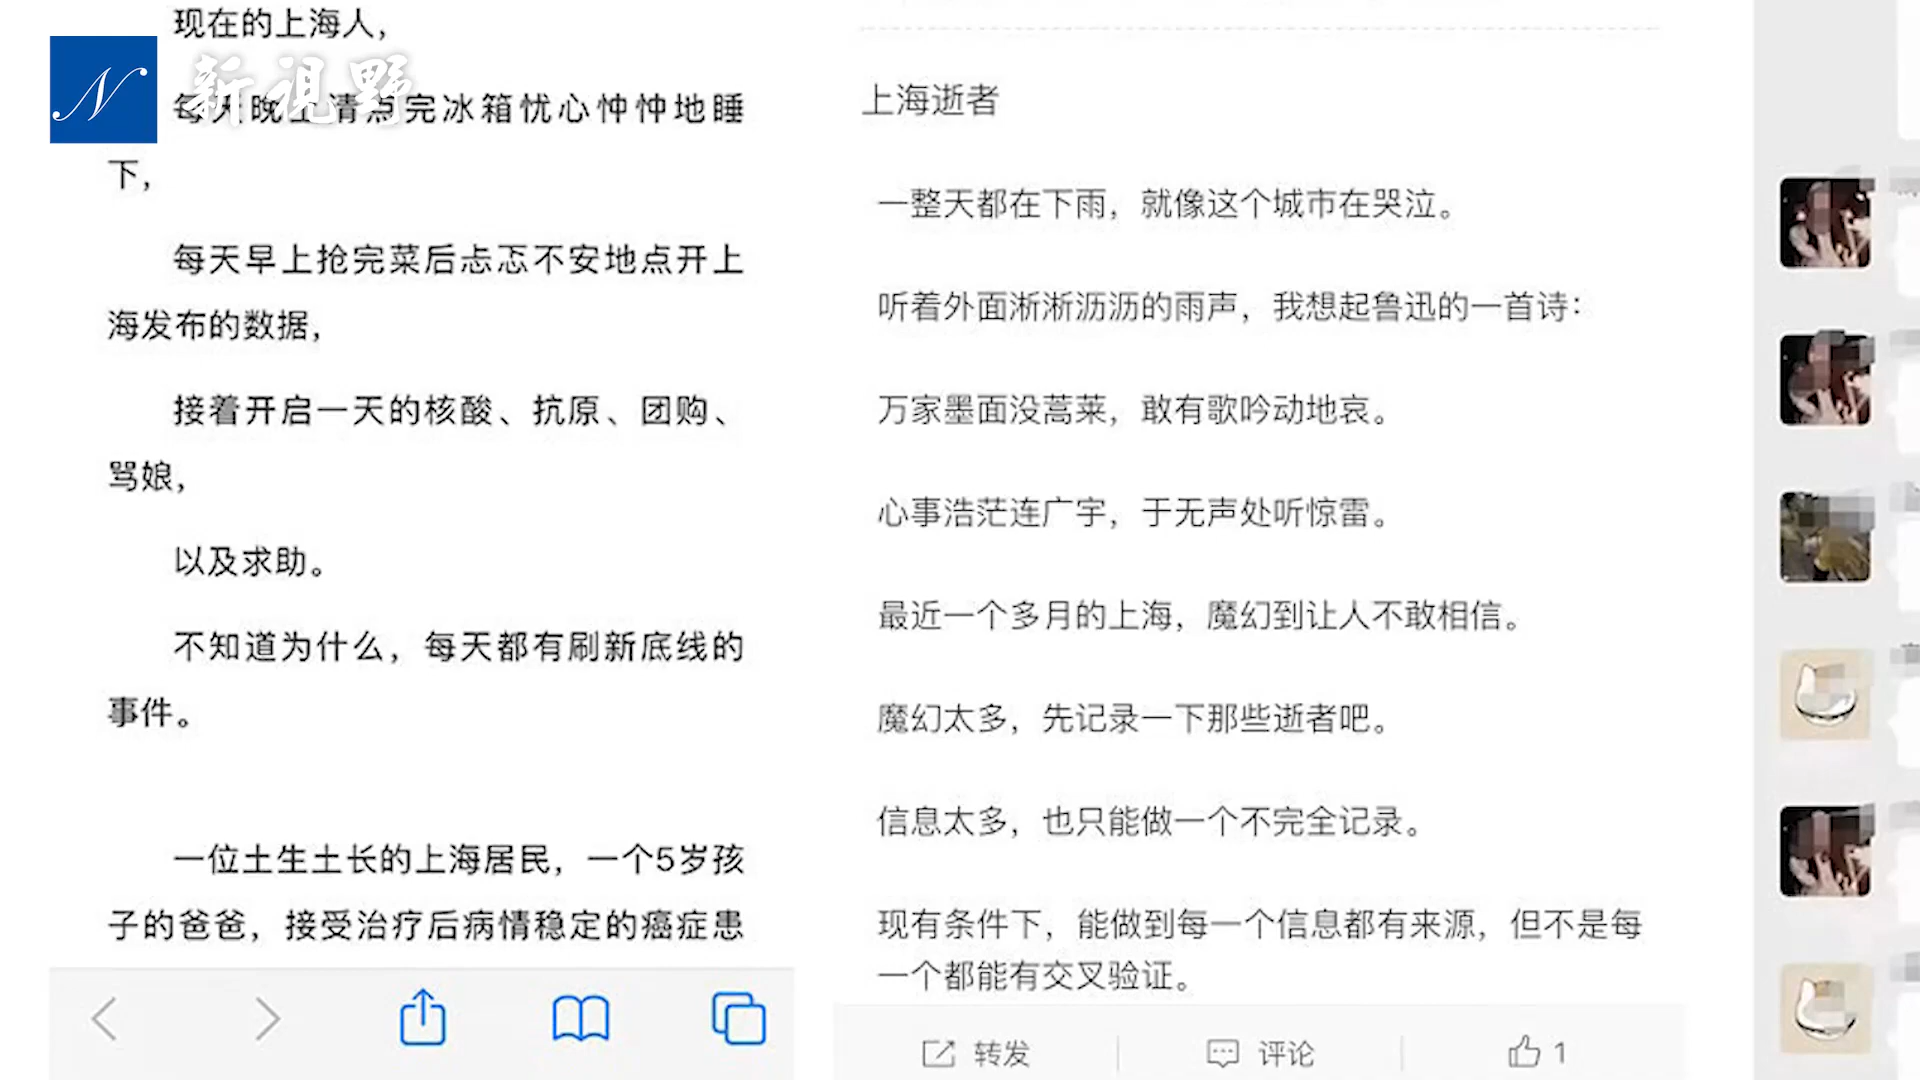 现在的上海人，
N 新视野
每天晚上清点完冰箱忧心忡忡地睡
下，
每天早上抢完菜后忐忑不安地点开上
海发布的数据，
接着开启一天的核酸、抗原、团购、
骂娘，
以及求助。
不知道为什么，每天都有刷新底线的
事件。
一位土生土长的上海居民，一个5岁孩
子的爸爸，接受治疗后病情稳定的癌症患
上海逝者
一整天都在下雨，就像这个城市在哭泣。
听着外面淅淅沥沥的雨声，我想起鲁迅的一首诗：
万家墨面没蒿莱，敢有歌吟动地哀。
心事浩茫连广宇，于无声处听惊雷。
最近一个多月的上海，魔幻到让人不敢相信。
魔幻太多，先记录一下那些逝者吧。
信息太多，也只能做一个不完全记录。
现有条件下，能做到每一个信息都有来源，但不是每
一个都能有交叉验证。
转发 评论 1